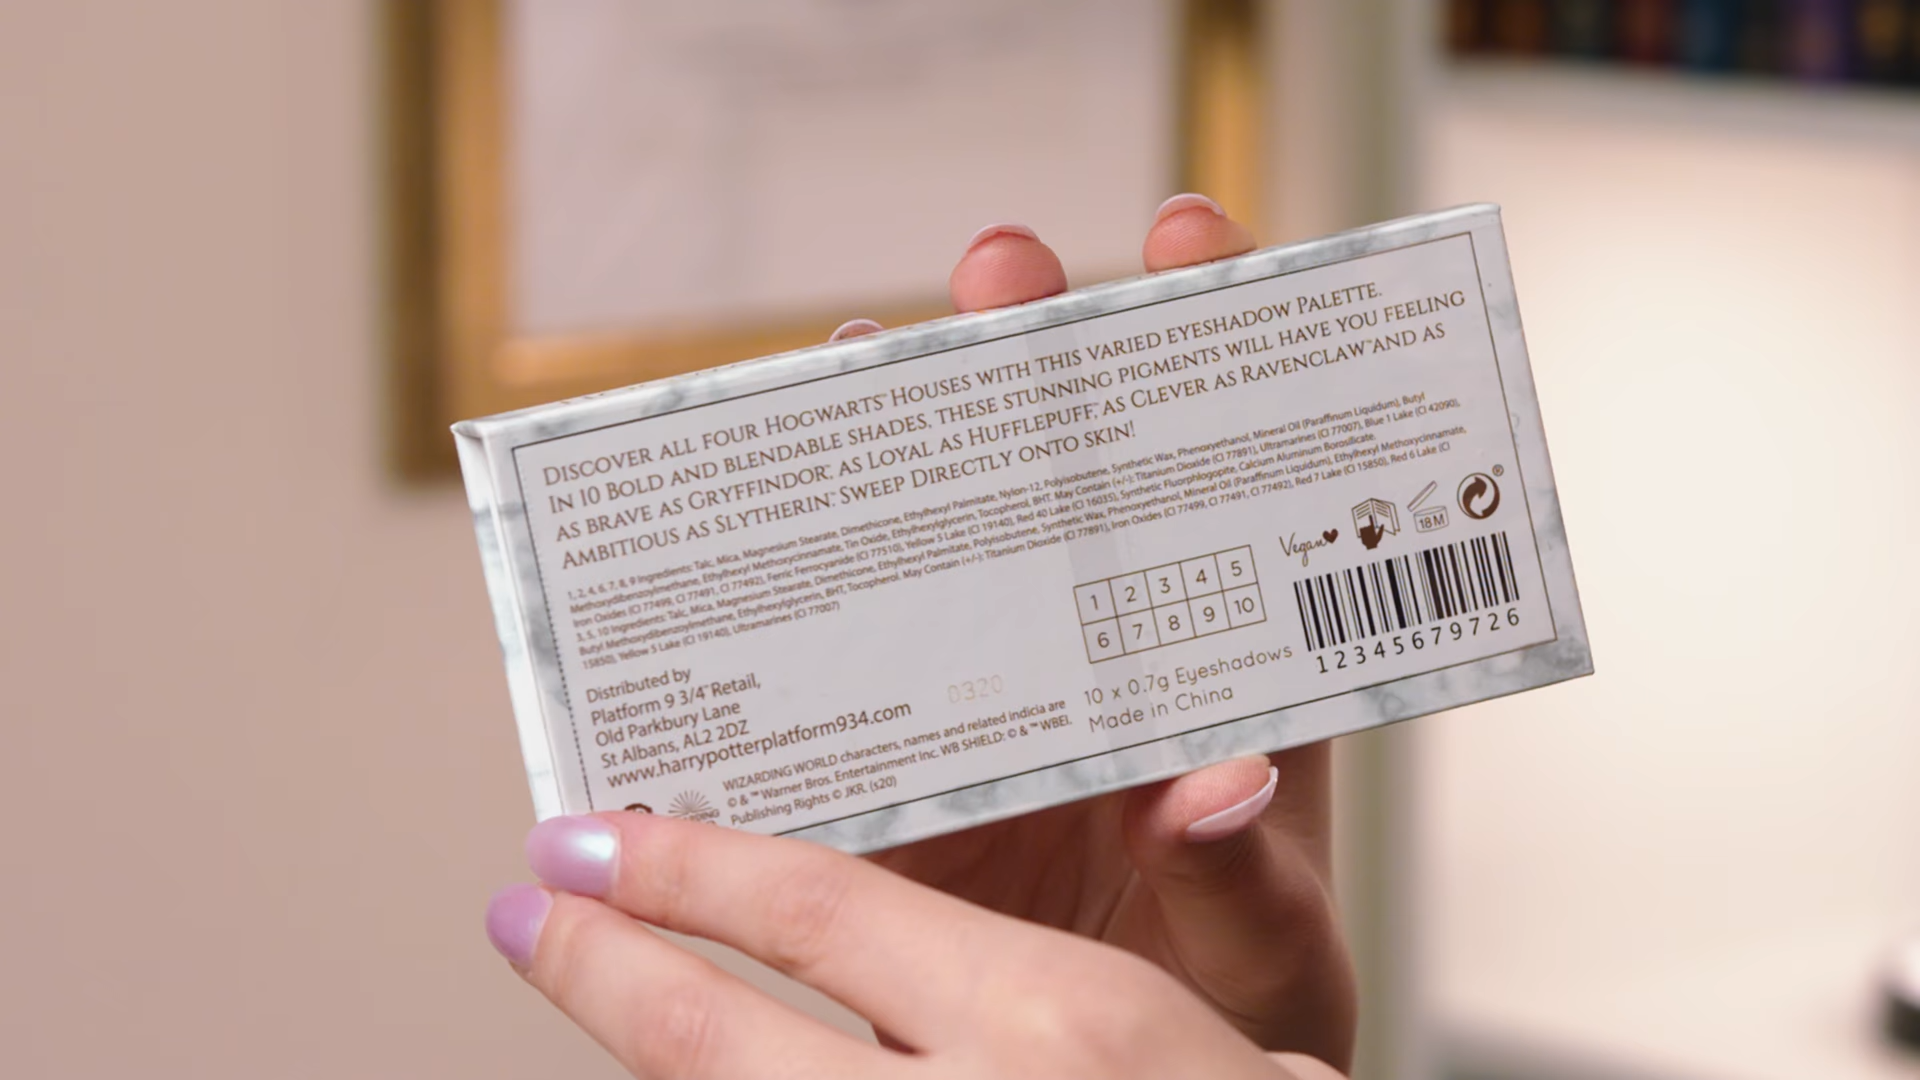 DISCOVER ALL FOUR HOGWARTS™ HOUSES WITH THIS VARIED EYESHADOW PALETTE.
IN 10 BOLD AND BLENDABLE SHADES, THESE STUNNING PIGMENTS WILL HAVE YOU FEELING
AS BRAVE AS GRYFFINDOR™, AS LOYAL AS HUFFLEPUFF™, AS CLEVER AS RAVENCLAW™ AND AS
AMBITIOUS AS SLYTHERIN™. SWEEP DIRECTLY ONTO SKIN!
1, 2, 4, 6, 7, 8, 9 Ingredients: Talc, Mica, Magnesium Stearate, Dimethicone, Ethylhexyl Palmitate, Nylon-12, Polyisobutene, Synthetic Wax, Phenoxyethanol, Mineral Oil (Paraffinum Liquidum), Butyl
Methoxydibenzoylmethane, Ethylhexyl Methoxycinnamate, Tin Oxide, Ethylhexylglycerin, Tocopherol, BHT. May Contain (+/-): Titanium Dioxide (CI 77891), Ultramarines (CI 77007), Blue 1 Lake (CI 42090),
Iron Oxides (CI 77499, CI 77491, CI 77492), Ferric Ferrocyanide (CI 77510), Yellow 5 Lake (CI 19140), Red 40 Lake (CI 16035), Synthetic Fluorphlogopite, Calcium Aluminum Borosilicate.
3, 5, 10 Ingredients: Talc, Mica, Magnesium Stearate, Dimethicone, Ethylhexyl Palmitate, Polyisobutene, Synthetic Wax, Phenoxyethanol, Mineral Oil (Paraffinum Liquidum), Ethylhexyl Methoxycinnamate,
Butyl Methoxydibenzoylmethane, Ethylhexylglycerin, BHT, Tocopherol. May Contain (+/-): Titanium Dioxide (CI 77891), Iron Oxides (CI 77499, CI 77491, CI 77492), Red 7 Lake (CI 15850), Red 6 Lake (CI
15850), Yellow 5 Lake (CI 19140), Ultramarines (CI 77007)
Distributed by
Platform 9 3/4™ Retail,
Old Parkbury Lane
St Albans, AL2 2DZ
www.harrypotterplatform934.com
0320
WIZARDING WORLD characters, names and related indicia are
© & ™ Warner Bros. Entertainment Inc. WB SHIELD: © & ™ WBEI.
Publishing Rights © JKR. (s20)
1 2 3 4 5
6 7 8 9 10
10 x 0.7g Eyeshadows
Made in China
Vegan
18M
®
12345679726